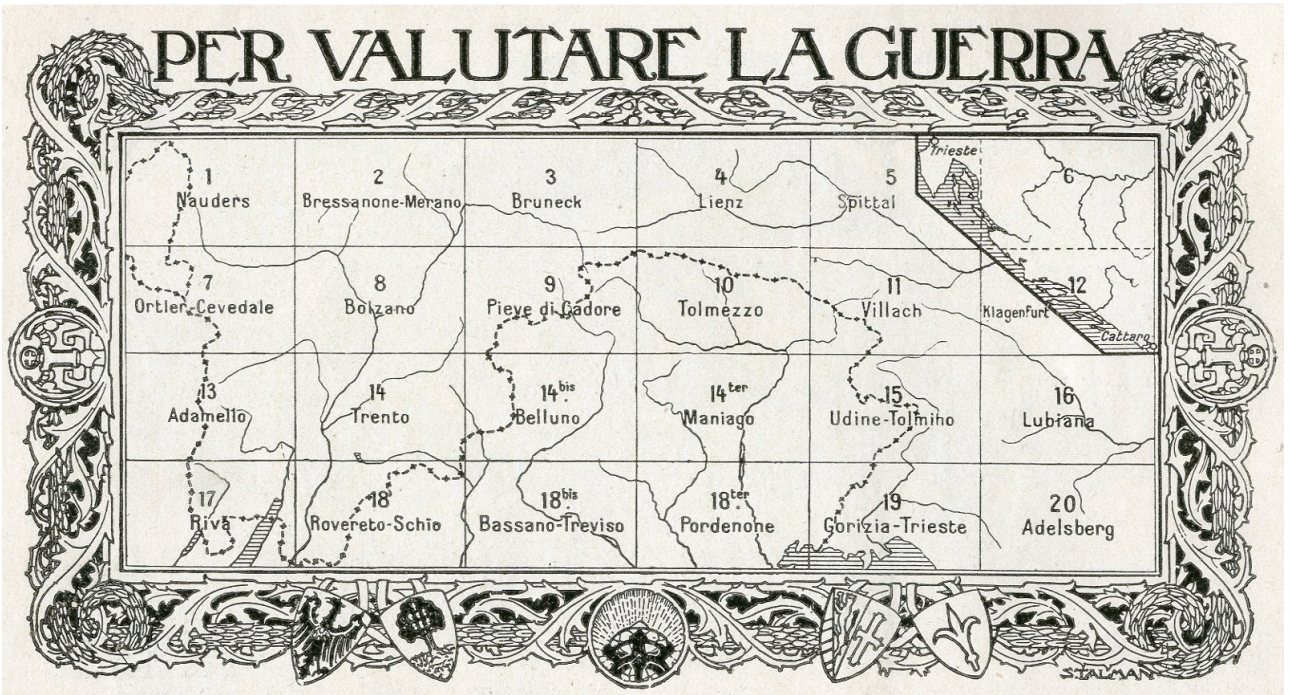 PER VALUTARE LA GUERRA
Trieste
1
2
3
4
5
6
Nauders
Bressanone-Merano
Bruneck
Lienz
Spittal
7
8
9
10
11
12
Ortler-Cevedale
Bolzano
Pieve di Cadore
Tolmezzo
Villach
Klagenfurt
Cattaro
13
14
14bis.
14ter
15
16
Adamello
Trento
Belluno
Maniago
Udine-Tolmino
Lubiana
17
18
18bis
18ter.
19
20
Riva
Rovereto-Schio
Bassano-Treviso
Pordenone
Gorizia-Trieste
Adelsberg
S.TALMAN